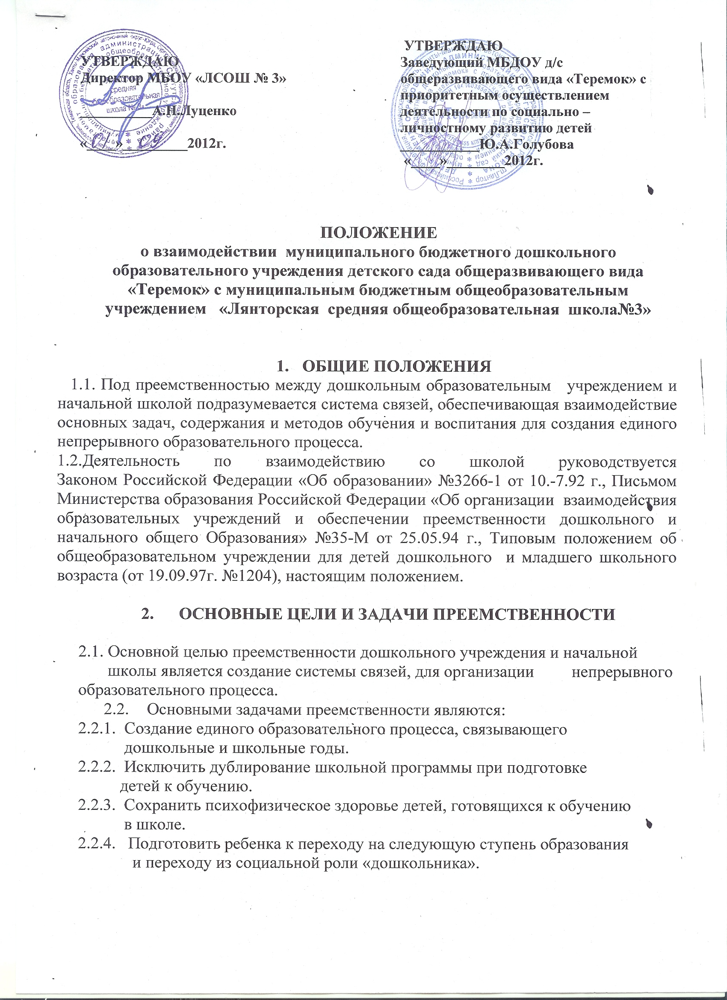 УТВЕРЖДАЮ
Директор МБОУ «ЛСОШ № 3»
__________А.Н.Луценко
«01» 09 2012г.
УТВЕРЖДАЮ
Заведующий МБДОУ д/с
общеразвивающего вида «Теремок» с
приоритетным осуществлением
деятельности по социально –
личностному развитию детей
___________Ю.А.Голубова
«____»________2012г.
средняя
общеобразовательная
школа № 3
ПОЛОЖЕНИЕ
о взаимодействии муниципального бюджетного дошкольного
образовательного учреждения детского сада общеразвивающего вида
«Теремок» с муниципальным бюджетным общеобразовательным
учреждением «Лянторская средняя общеобразовательная школа№3»
1. ОБЩИЕ ПОЛОЖЕНИЯ
1.1. Под преемственностью между дошкольным образовательным учреждением и
начальной школой подразумевается система связей, обеспечивающая взаимодействие
основных задач, содержания и методов обучения и воспитания для создания единого
непрерывного образовательного процесса.
1.2.Деятельность по взаимодействию со школой руководствуется
Законом Российской Федерации «Об образовании» №3266-1 от 10.-7.92 г., Письмом
Министерства образования Российской Федерации «Об организации взаимодействия
образовательных учреждений и обеспечении преемственности дошкольного и
начального общего Образования» №35-М от 25.05.94 г., Типовым положением об
общеобразовательном учреждении для детей дошкольного и младшего школьного
возраста (от 19.09.97г. №1204), настоящим положением.
2. ОСНОВНЫЕ ЦЕЛИ И ЗАДАЧИ ПРЕЕМСТВЕННОСТИ
2.1. Основной целью преемственности дошкольного учреждения и начальной
школы является создание системы связей, для организации непрерывного
образовательного процесса.
2.2. Основными задачами преемственности являются:
2.2.1. Создание единого образовательного процесса, связывающего
дошкольные и школьные годы.
2.2.2. Исключить дублирование школьной программы при подготовке
детей к обучению.
2.2.3. Сохранить психофизическое здоровье детей, готовящихся к обучению
в школе.
2.2.4. Подготовить ребенка к переходу на следующую ступень образования
и переходу из социальной роли «дошкольника».